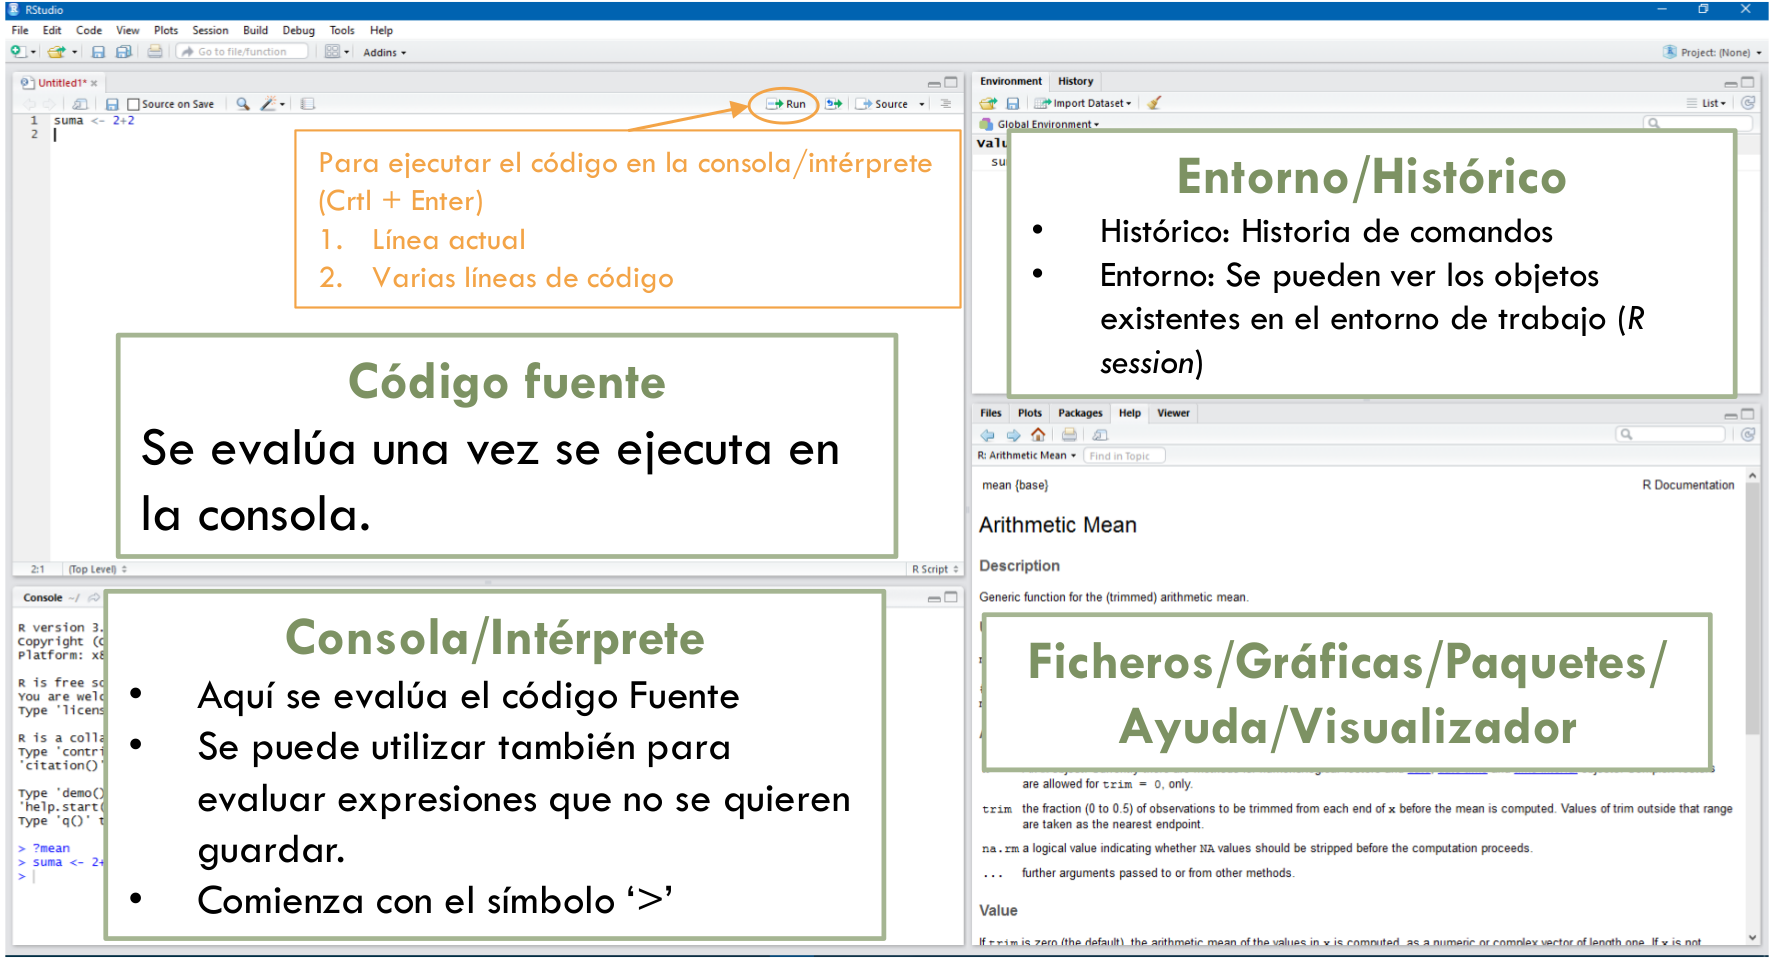 RStudio
File Edit Code View Plots Session Build Debug Tools Help
Go to file/function Addins Project: (None)
Untitled1*
Source on Save Run Source
1 suma <- 2+2
2
Para ejecutar el código en la consola/intérprete
(Crtl + Enter)
1. Línea actual
2. Varias líneas de código
Código fuente
Se evalúa una vez se ejecuta en
la consola.
2:1 (Top Level) R Script
Console ~/
R version 3.
Copyright (C
Platform: x8
R is free so
You are welc
Type 'licens
R is a colla
Type 'contri
'citation()'
Type 'demo()
'help.start(
Type 'q()' t
> ?mean
> suma <- 2+
>
Consola/Intérprete
• Aquí se evalúa el código Fuente
• Se puede utilizar también para
evaluar expresiones que no se quieren
guardar.
• Comienza con el símbolo ‘>’
Environment History
Import Dataset List
Global Environment
Valu
su
Entorno/Histórico
• Histórico: Historia de comandos
• Entorno: Se pueden ver los objetos
existentes en el entorno de trabajo (R
session)
Files Plots Packages Help Viewer
R: Arithmetic Mean Find in Topic
mean {base} R Documentation
Arithmetic Mean
Description
Generic function for the (trimmed) arithmetic mean.
Ficheros/Gráficas/Paquetes/
Ayuda/Visualizador
are allowed for trim = 0, only.
trim the fraction (0 to 0.5) of observations to be trimmed from each end of x before the mean is computed. Values of trim outside that range
are taken as the nearest endpoint.
na.rm a logical value indicating whether NA values should be stripped before the computation proceeds.
... further arguments passed to or from other methods.
Value
If trim is zero (the default), the arithmetic mean of the values in x is computed, as a numeric or complex vector of length one. If x is not